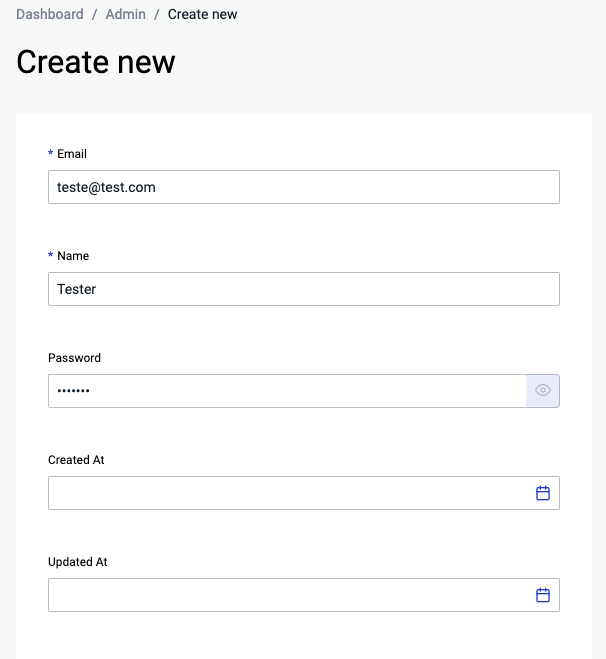 Dashboard / Admin / Create new
Create new
* Email
teste@test.com
* Name
Tester
Password
•••••••
Created At
Updated At